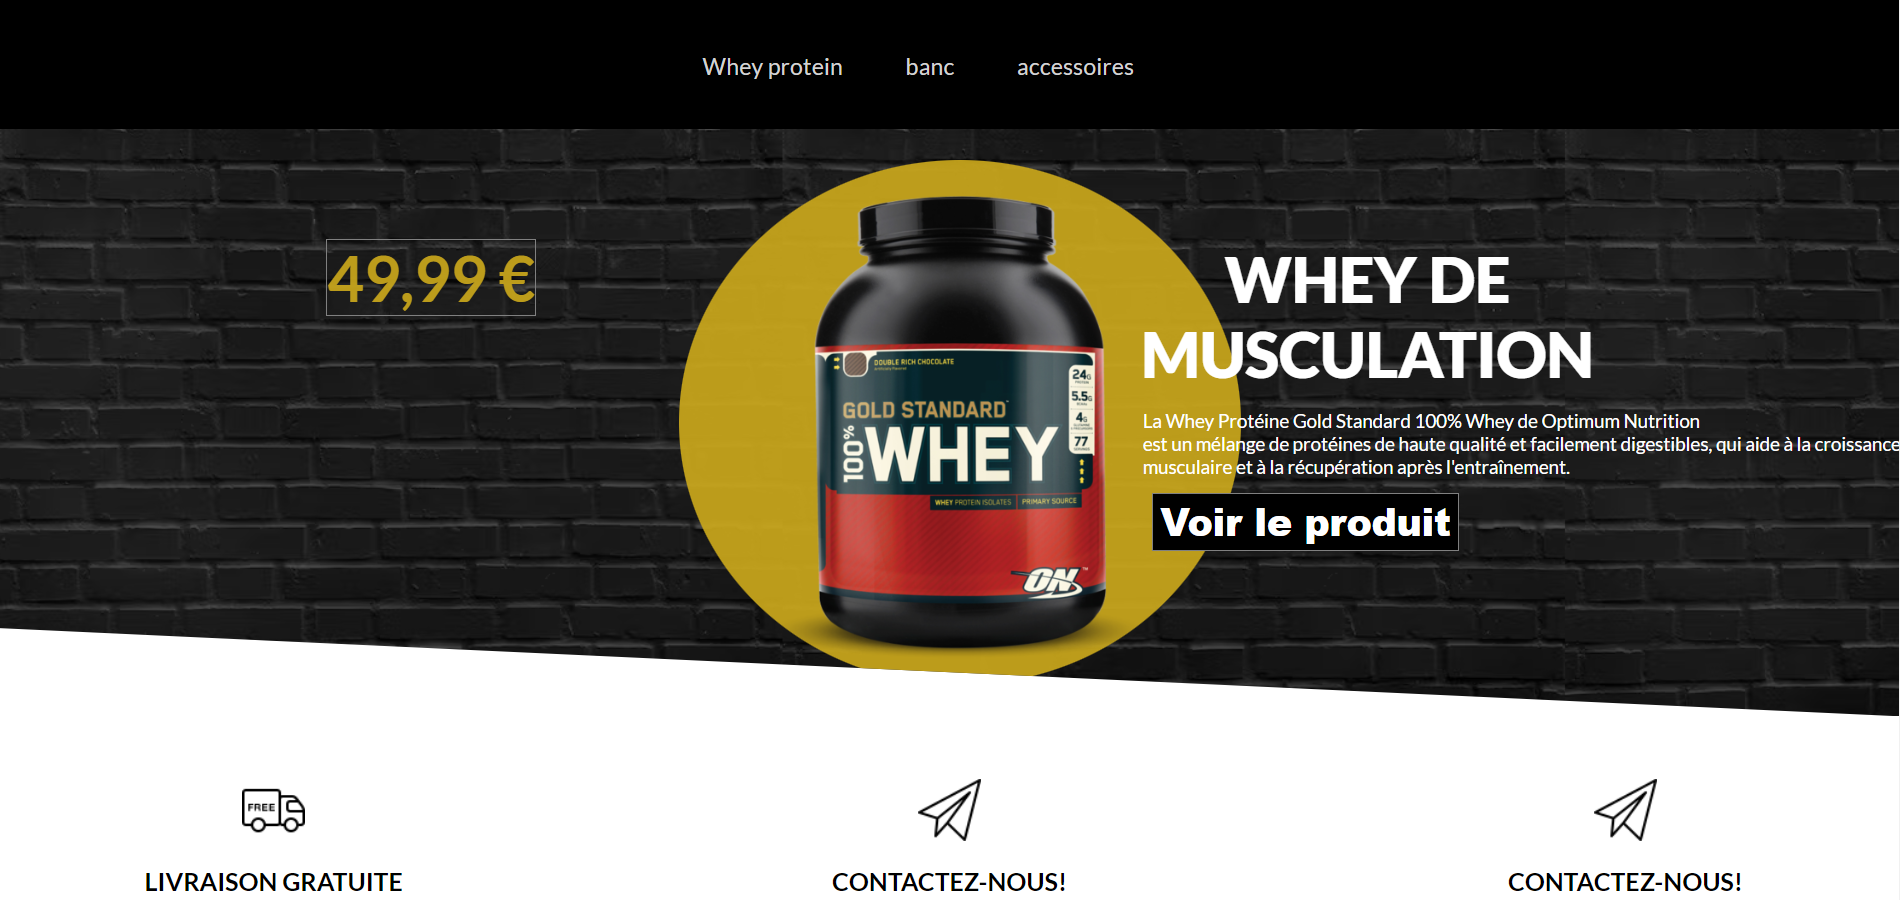 Whey protein banc accessoires
49,99 €
WHEY DE
MUSCULATION
La Whey Protéine Gold Standard 100% Whey de Optimum Nutrition
est un mélange de protéines de haute qualité et facilement digestibles, qui aide à la croissance
musculaire et à la récupération après l'entraînement.
Voir le produit
DOUBLE RICH CHOCOLATE
GOLD STANDARD
100%
WHEY
24G
PROTEIN
5.5G
4G
77
WHEY PROTEIN ISOLATES PRIMARY SOURCE
ON™
FREE
LIVRAISON GRATUITE
CONTACTEZ-NOUS!
CONTACTEZ-NOUS!